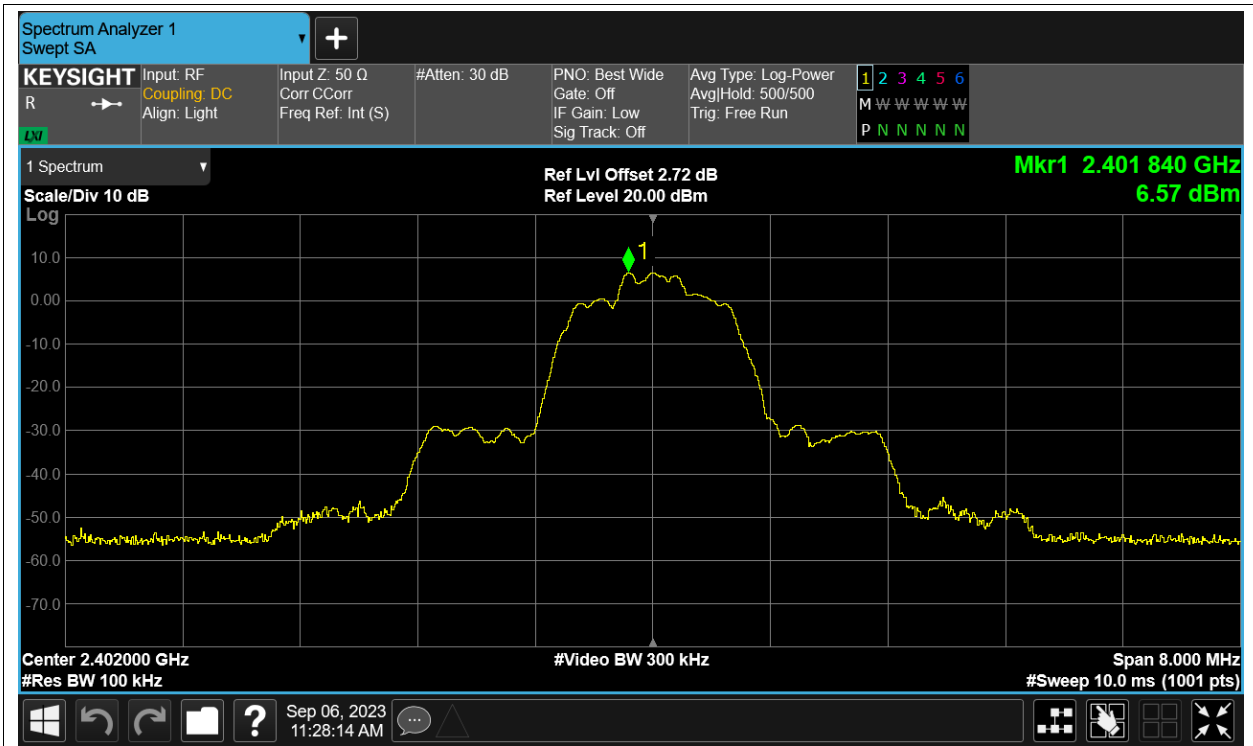 Spectrum Analyzer 1
Swept SA
KEYSIGHT
R
LXI
Input: RF
Coupling: DC
Align: Light
Input Z: 50 Ω
Corr CCorr
Freq Ref: Int (S)
#Atten: 30 dB
PNO: Best Wide
Gate: Off
IF Gain: Low
Sig Track: Off
Avg Type: Log-Power
Avg|Hold: 500/500
Trig: Free Run
1 2 3 4 5 6
M W W W W W
P N N N N N
1 Spectrum
Scale/Div 10 dB
Log
Ref Lvl Offset 2.72 dB
Ref Level 20.00 dBm
Mkr1 2.401 840 GHz
6.57 dBm
1
10.0
0.00
-10.0
-20.0
-30.0
-40.0
-50.0
-60.0
-70.0
Center 2.402000 GHz
#Video BW 300 kHz
Span 8.000 MHz
#Res BW 100 kHz
#Sweep 10.0 ms (1001 pts)
?
Sep 06, 2023
11:28:14 AM